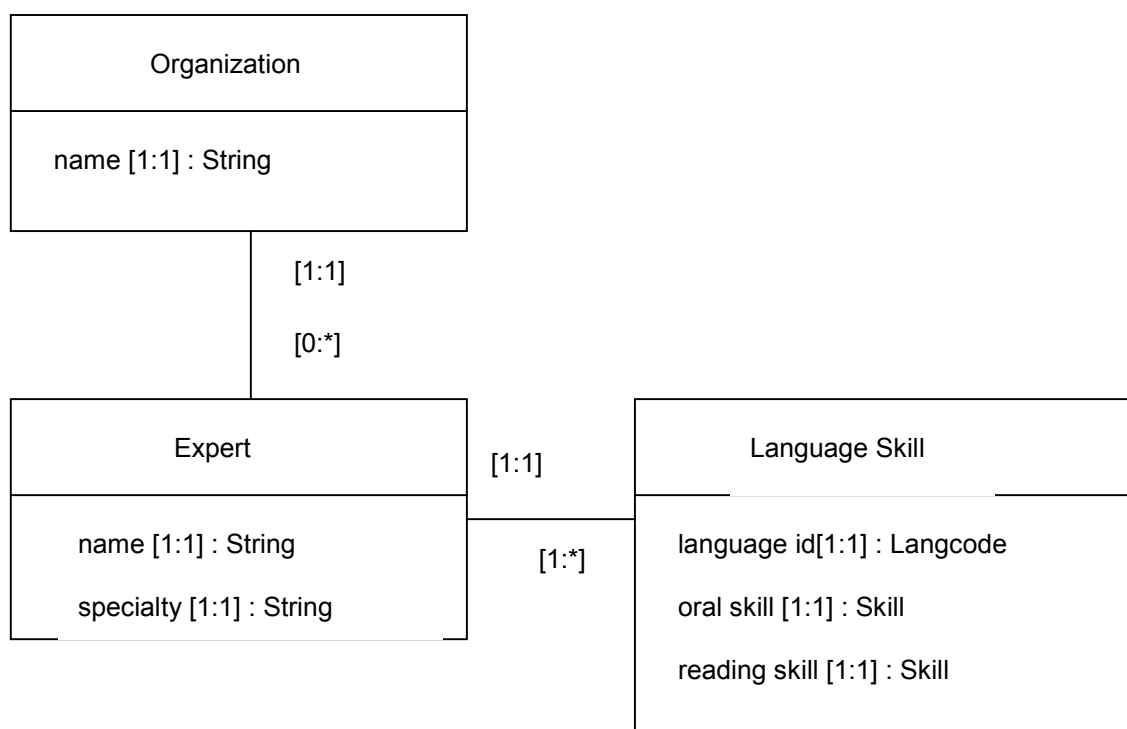 Organization
name [1:1] : String
[1:1]
[0:*]
Expert
name [1:1] : String
specialty [1:1] : String
[1:1]
[1:*]
Language Skill
language id[1:1] : Langcode
oral skill [1:1] : Skill
reading skill [1:1] : Skill